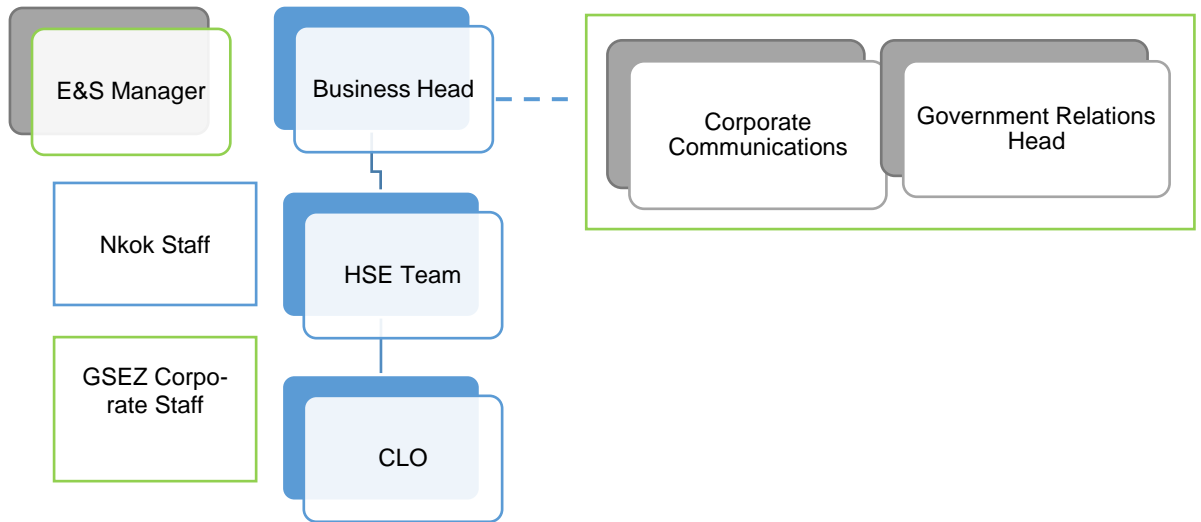 E&S Manager
Business Head
Corporate
Communications
Government Relations
Head
Nkok Staff
HSE Team
GSEZ Corpo-
rate Staff
CLO